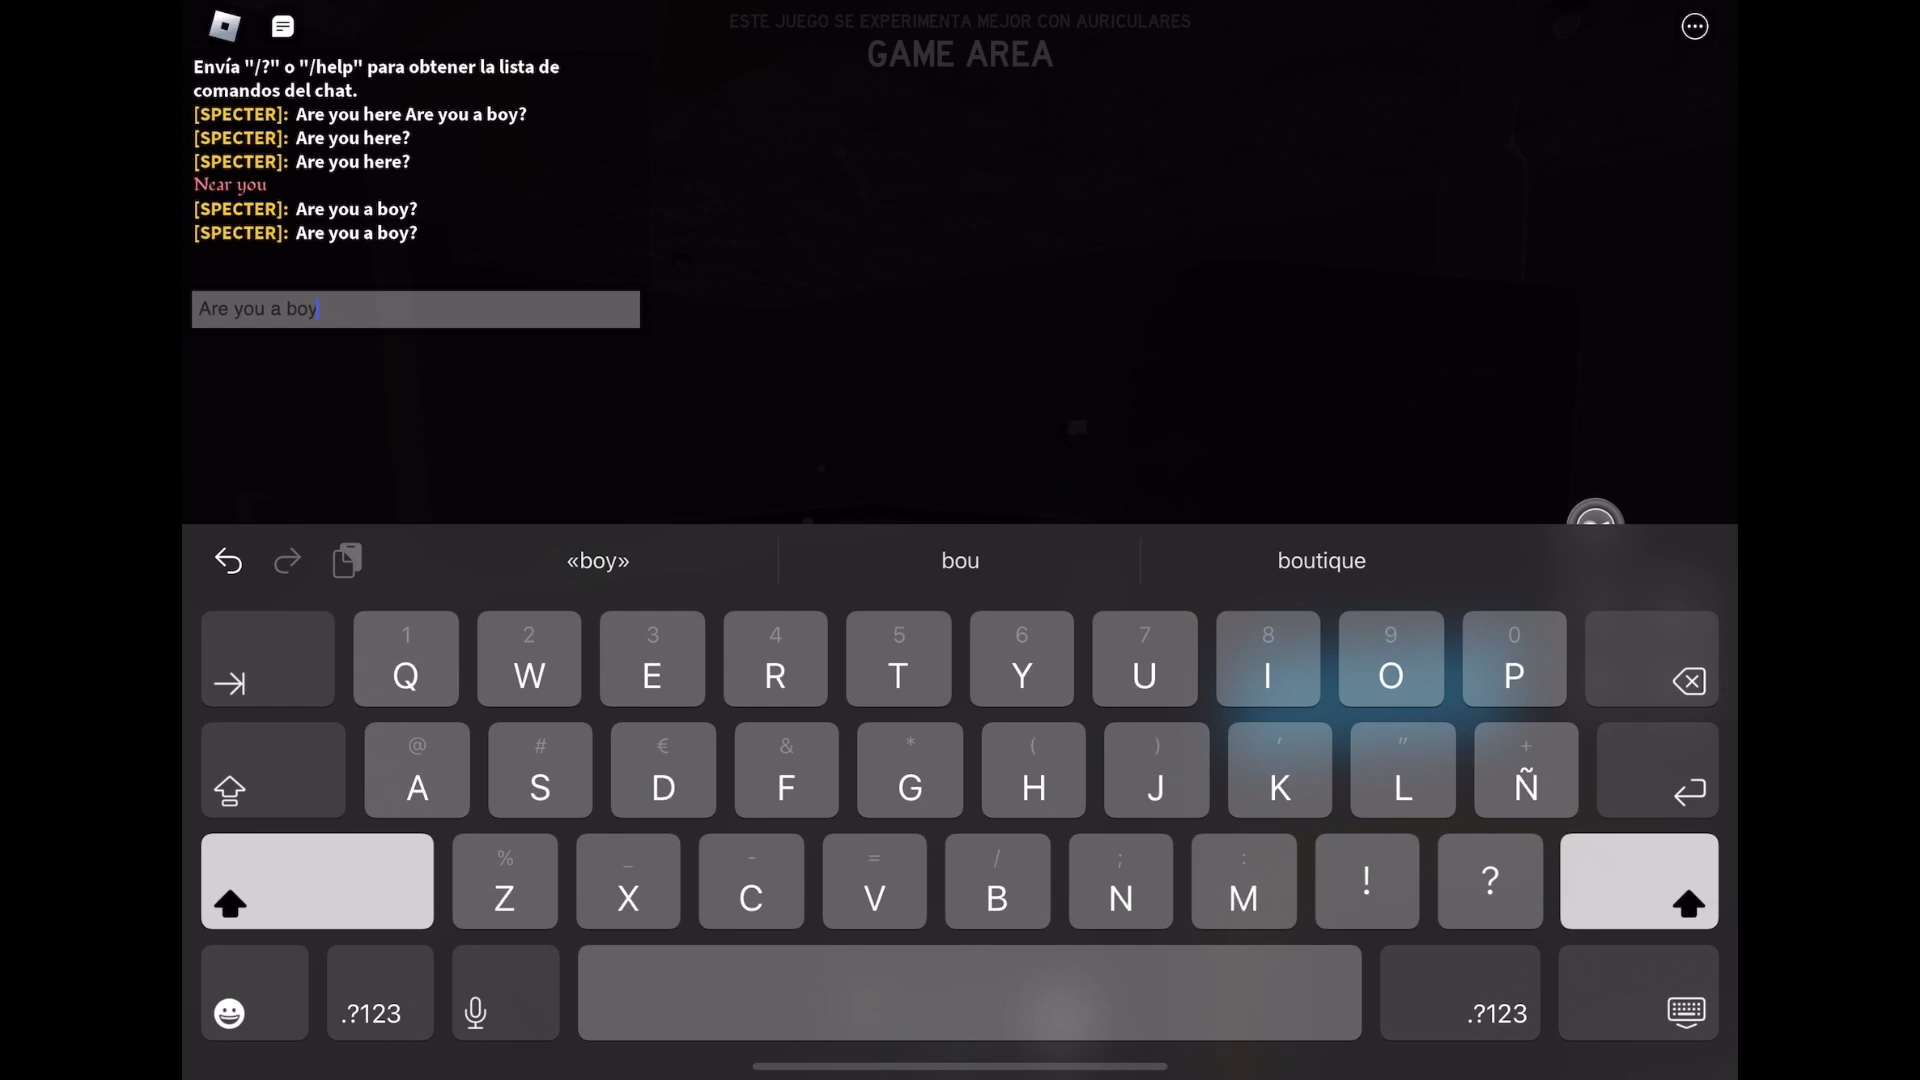 ESTE JUEGO SE EXPERIMENTA MEJOR CON AURICULARES
GAME AREA
Envía "/?" o "/help" para obtener la lista de
comandos del chat.
[SPECTER]: Are you here Are you a boy?
[SPECTER]: Are you here?
[SPECTER]: Are you here?
Near you
[SPECTER]: Are you a boy?
[SPECTER]: Are you a boy?
Are you a boy
«boy» bou boutique
1 2 3 4 5 6 7 8 9 0
Q W E R T Y U I O P
@ # € & * ( ) ' " +
A S D F G H J K L Ñ
% _ - = / ; :
Z X C V B N M ! ?
.?123 .?123